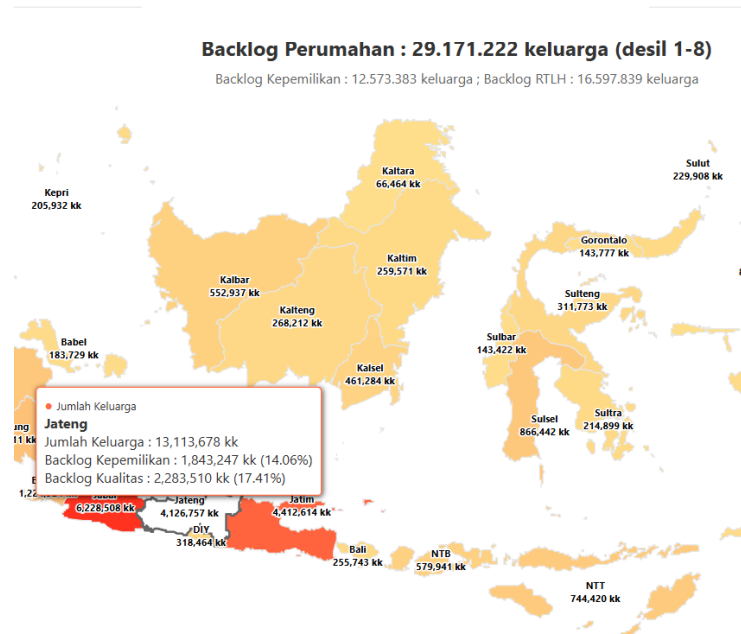 Backlog Perumahan : 29.171.222 keluarga (desil 1-8)
Backlog Kepemilikan : 12.573.383 keluarga ; Backlog RTLH : 16.597.839 keluarga
Kaltara
66,464 kk
Sulut
229,908 kk
Kepri
205,932 kk
Gorontalo
143,777 kk
Kaltim
259,571 kk
Kalbar
552,937 kk
Sulteng
311,773 kk
Kalteng
268,212 kk
Babel
183,729 kk
Sulbar
143,422 kk
Kalsel
461,284 kk
Jumlah Keluarga
Jateng
Jumlah Keluarga : 13,113,678 kk
Backlog Kepemilikan : 1,843,247 kk (14.06%)
Backlog Kualitas : 2,283,510 kk (17.41%)
ung
11 kk
Sulsel
866,442 kk
Sultra
214,899 kk
Jabar
6,228,508 kk
Jateng
4,126,757 kk
Jatim
4,412,614 kk
DIY
318,464 kk
Bali
255,743 kk
NTB
579,941 kk
NTT
744,420 kk